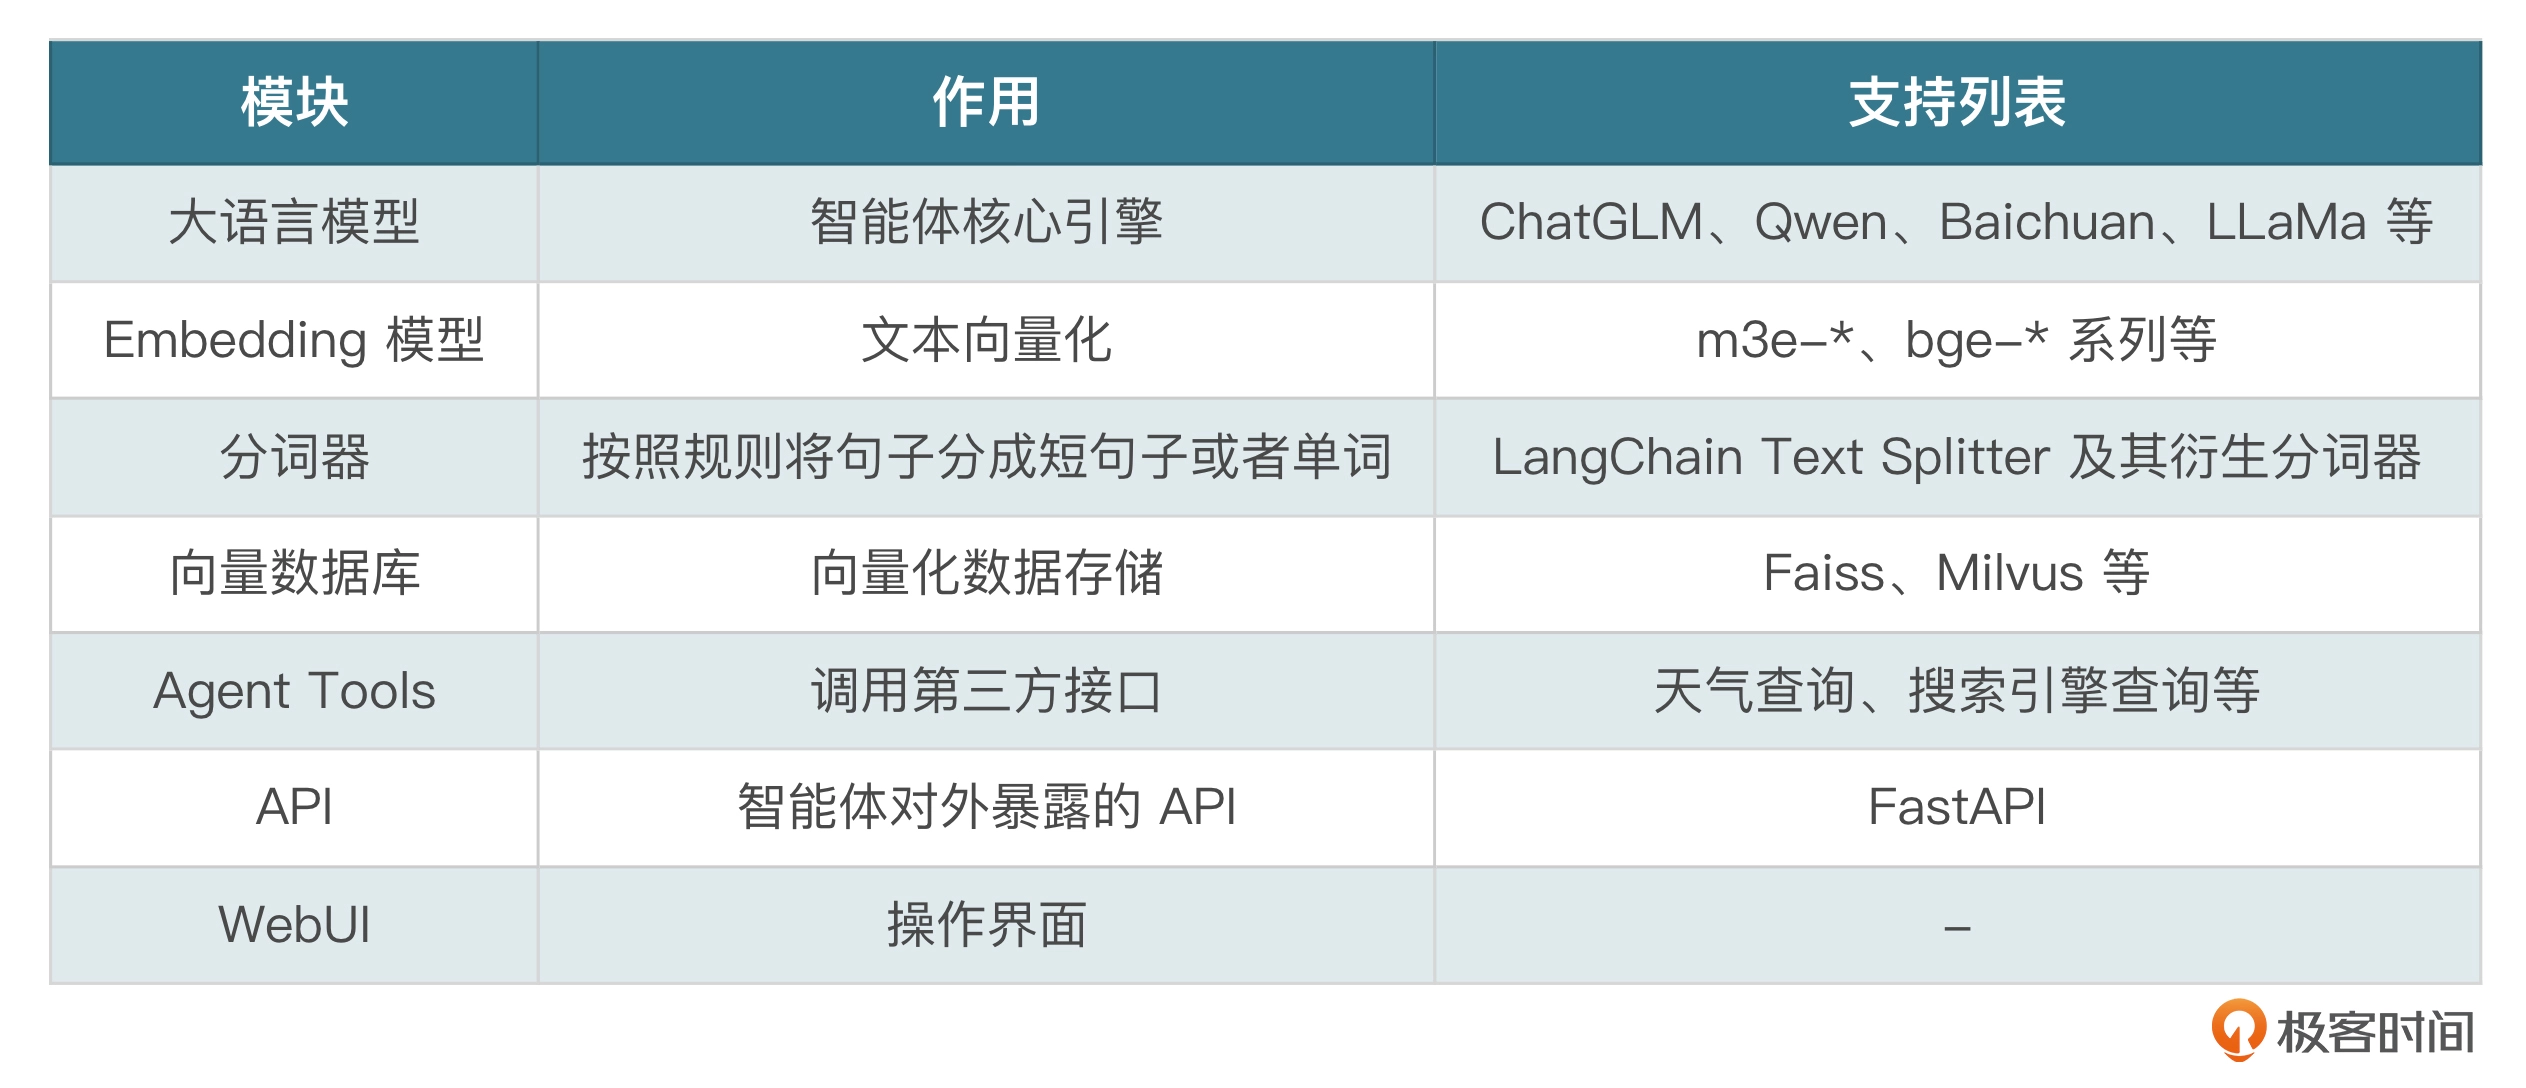 模块 作用 支持列表
大语言模型 智能体核心引擎 ChatGLM、Qwen、Baichuan、LLaMa 等
Embedding 模型 文本向量化 m3e-*、bge-* 系列等
分词器 按照规则将句子分成短句子或者单词 LangChain Text Splitter 及其衍生分词器
向量数据库 向量化数据存储 Faiss、Milvus 等
Agent Tools 调用第三方接口 天气查询、搜索引擎查询等
API 智能体对外暴露的 API FastAPI
WebUI 操作界面 -
极客时间